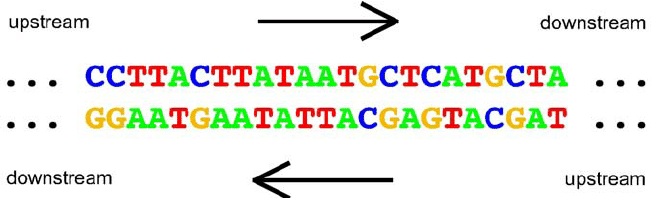 upstream downstream
... CCTTACTTATAATGCTCATGCTA ...
... GGAATGAATATTACGAGTACGAT ...
downstream upstream